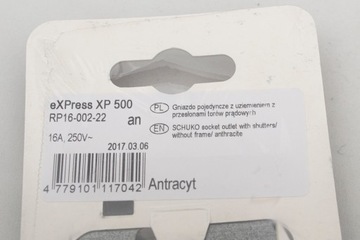 eXPress XP 500
RP16-002-22 an
16A, 250V~
2017.03.06
4 779101 117042
Antracyt
PL Gniazdo pojedyncze z uziemieniem z
przesłonami torów prądowych
EN SCHUKO socket outlet with shutters/
without frame/ anthracite